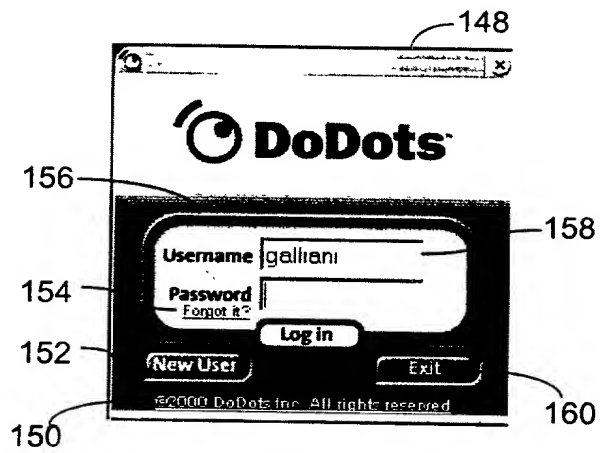 148
DoDots
156
158
Username galliani
154
Password
Forgot it?
Log in
152
New User
Exit
©2000 DoDots Inc. All rights reserved
160
150